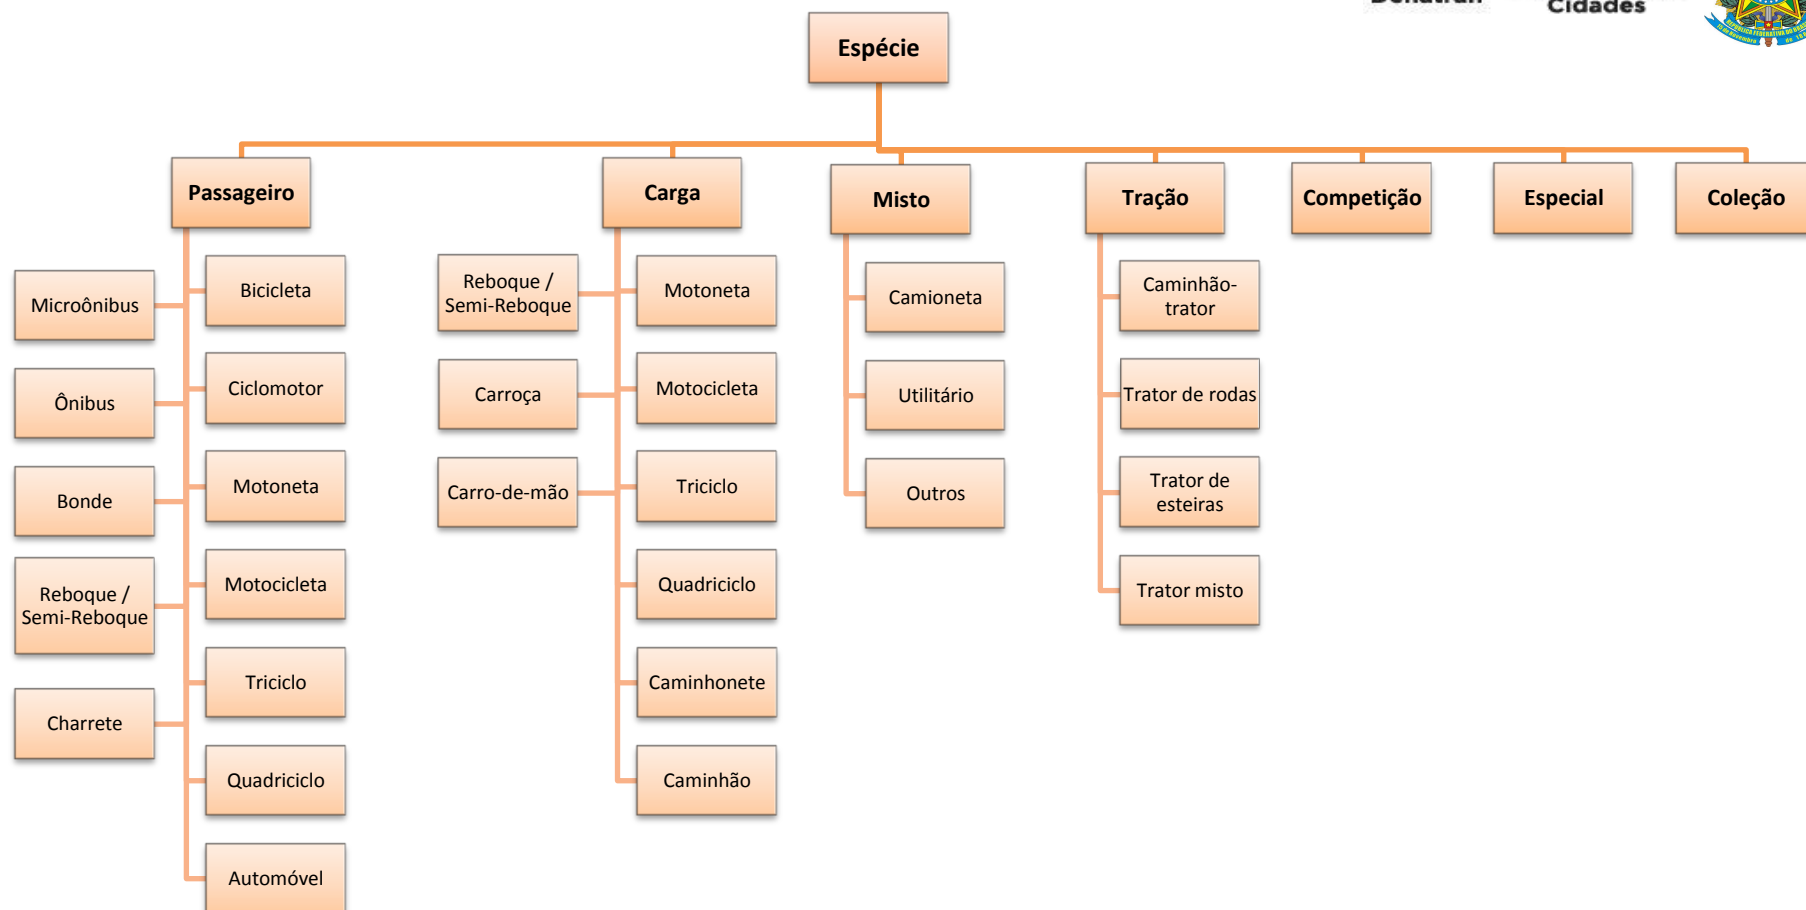 Denatran
Cidades
Espécie
Passageiro
Carga
Misto
Tração
Competição
Especial
Coleção
Microônibus
Ônibus
Bonde
Reboque /
Semi-Reboque
Charrete
Bicicleta
Ciclomotor
Motoneta
Motocicleta
Triciclo
Quadriciclo
Automóvel
Reboque /
Semi-Reboque
Carroça
Carro-de-mão
Motoneta
Motocicleta
Triciclo
Quadriciclo
Caminhonete
Caminhão
Camioneta
Utilitário
Outros
Caminhão-
trator
Trator de rodas
Trator de
esteiras
Trator misto